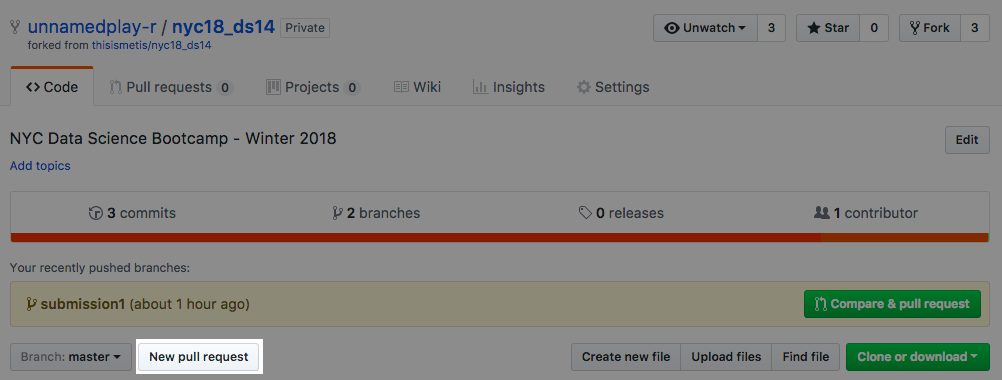 unnamedplay-r / nyc18_ds14 Private Unwatch 3 Star 0 Fork 3
forked from thisismetis/nyc18_ds14
Code Pull requests 0 Projects 0 Wiki Insights Settings
NYC Data Science Bootcamp - Winter 2018 Edit
Add topics
3 commits 2 branches 0 releases 1 contributor
Your recently pushed branches:
submission1 (about 1 hour ago) Compare & pull request
Branch: master New pull request Create new file Upload files Find file Clone or download